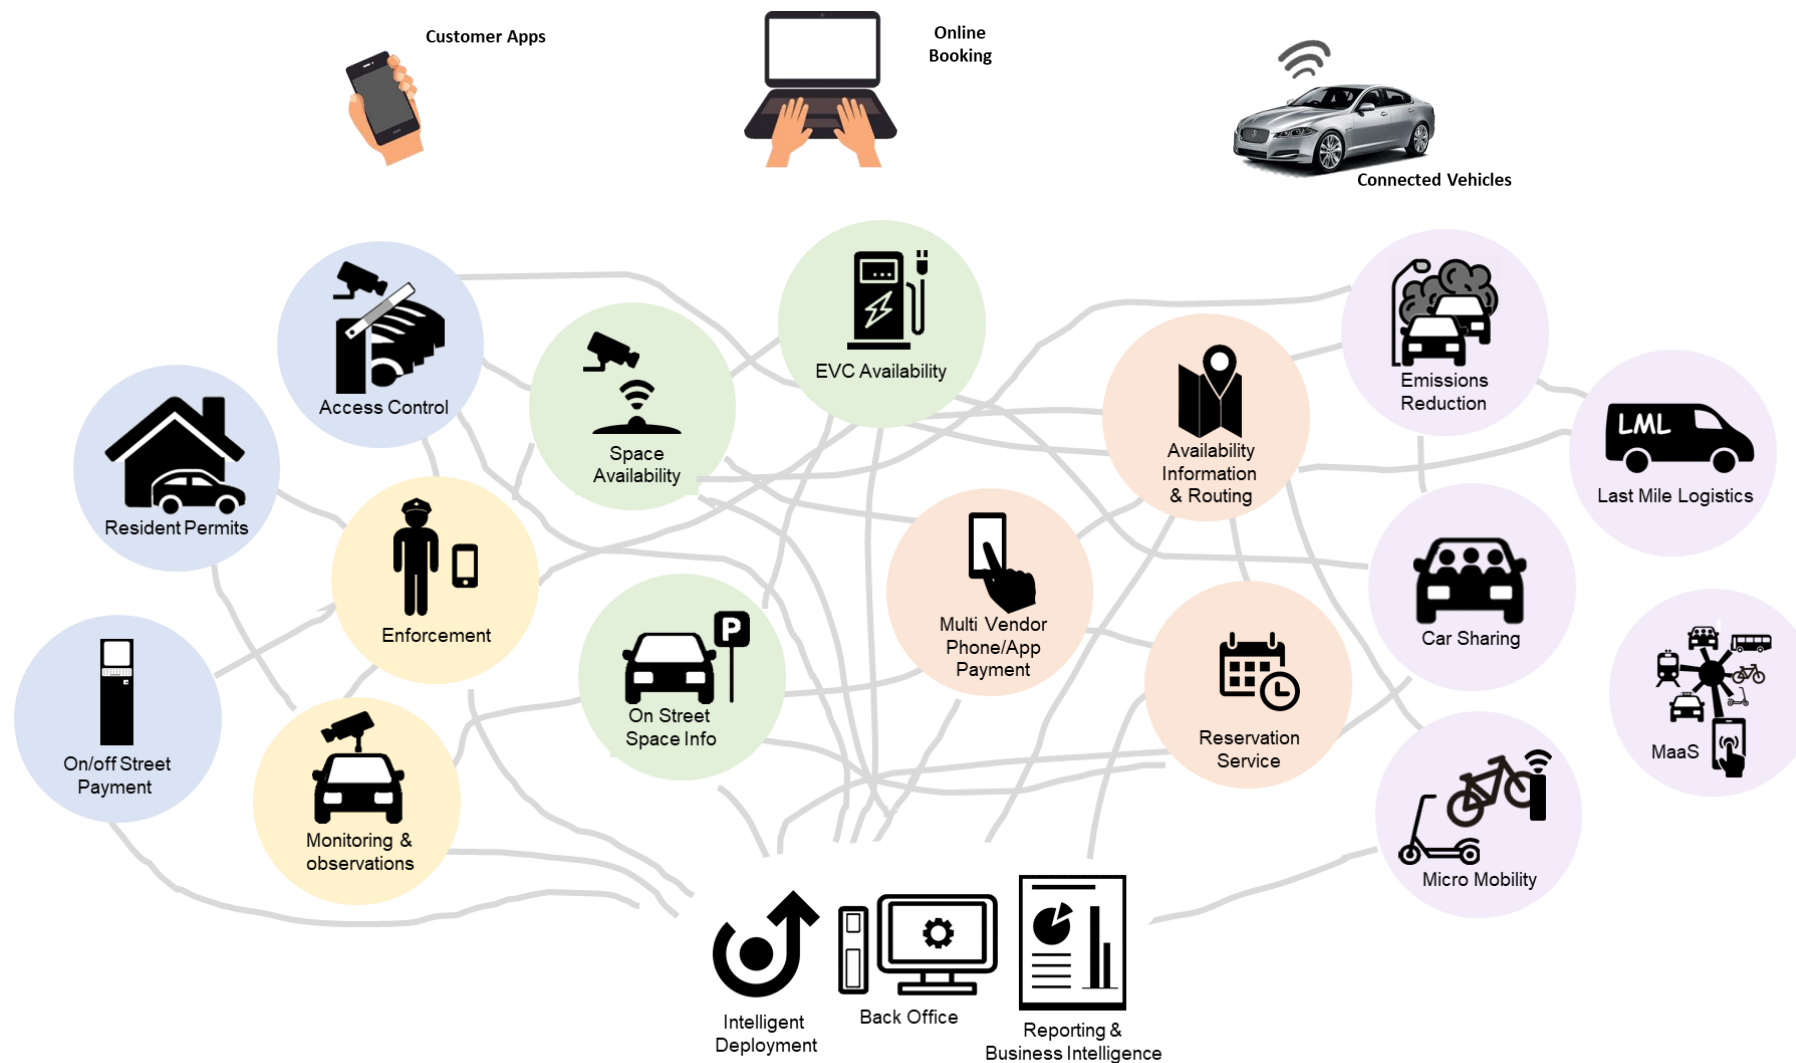 Customer Apps
Online
Booking
Connected Vehicles
Access Control
Resident Permits
On/off Street
Payment
Enforcement
Monitoring &
observations
Space
Availability
EVC Availability
P
On Street
Space Info
Multi Vendor
Phone/App
Payment
Availability
Information
& Routing
Reservation
Service
Emissions
Reduction
LML
Last Mile Logistics
Car Sharing
MaaS
Micro Mobility
Intelligent
Deployment
Back Office
Reporting &
Business Intelligence